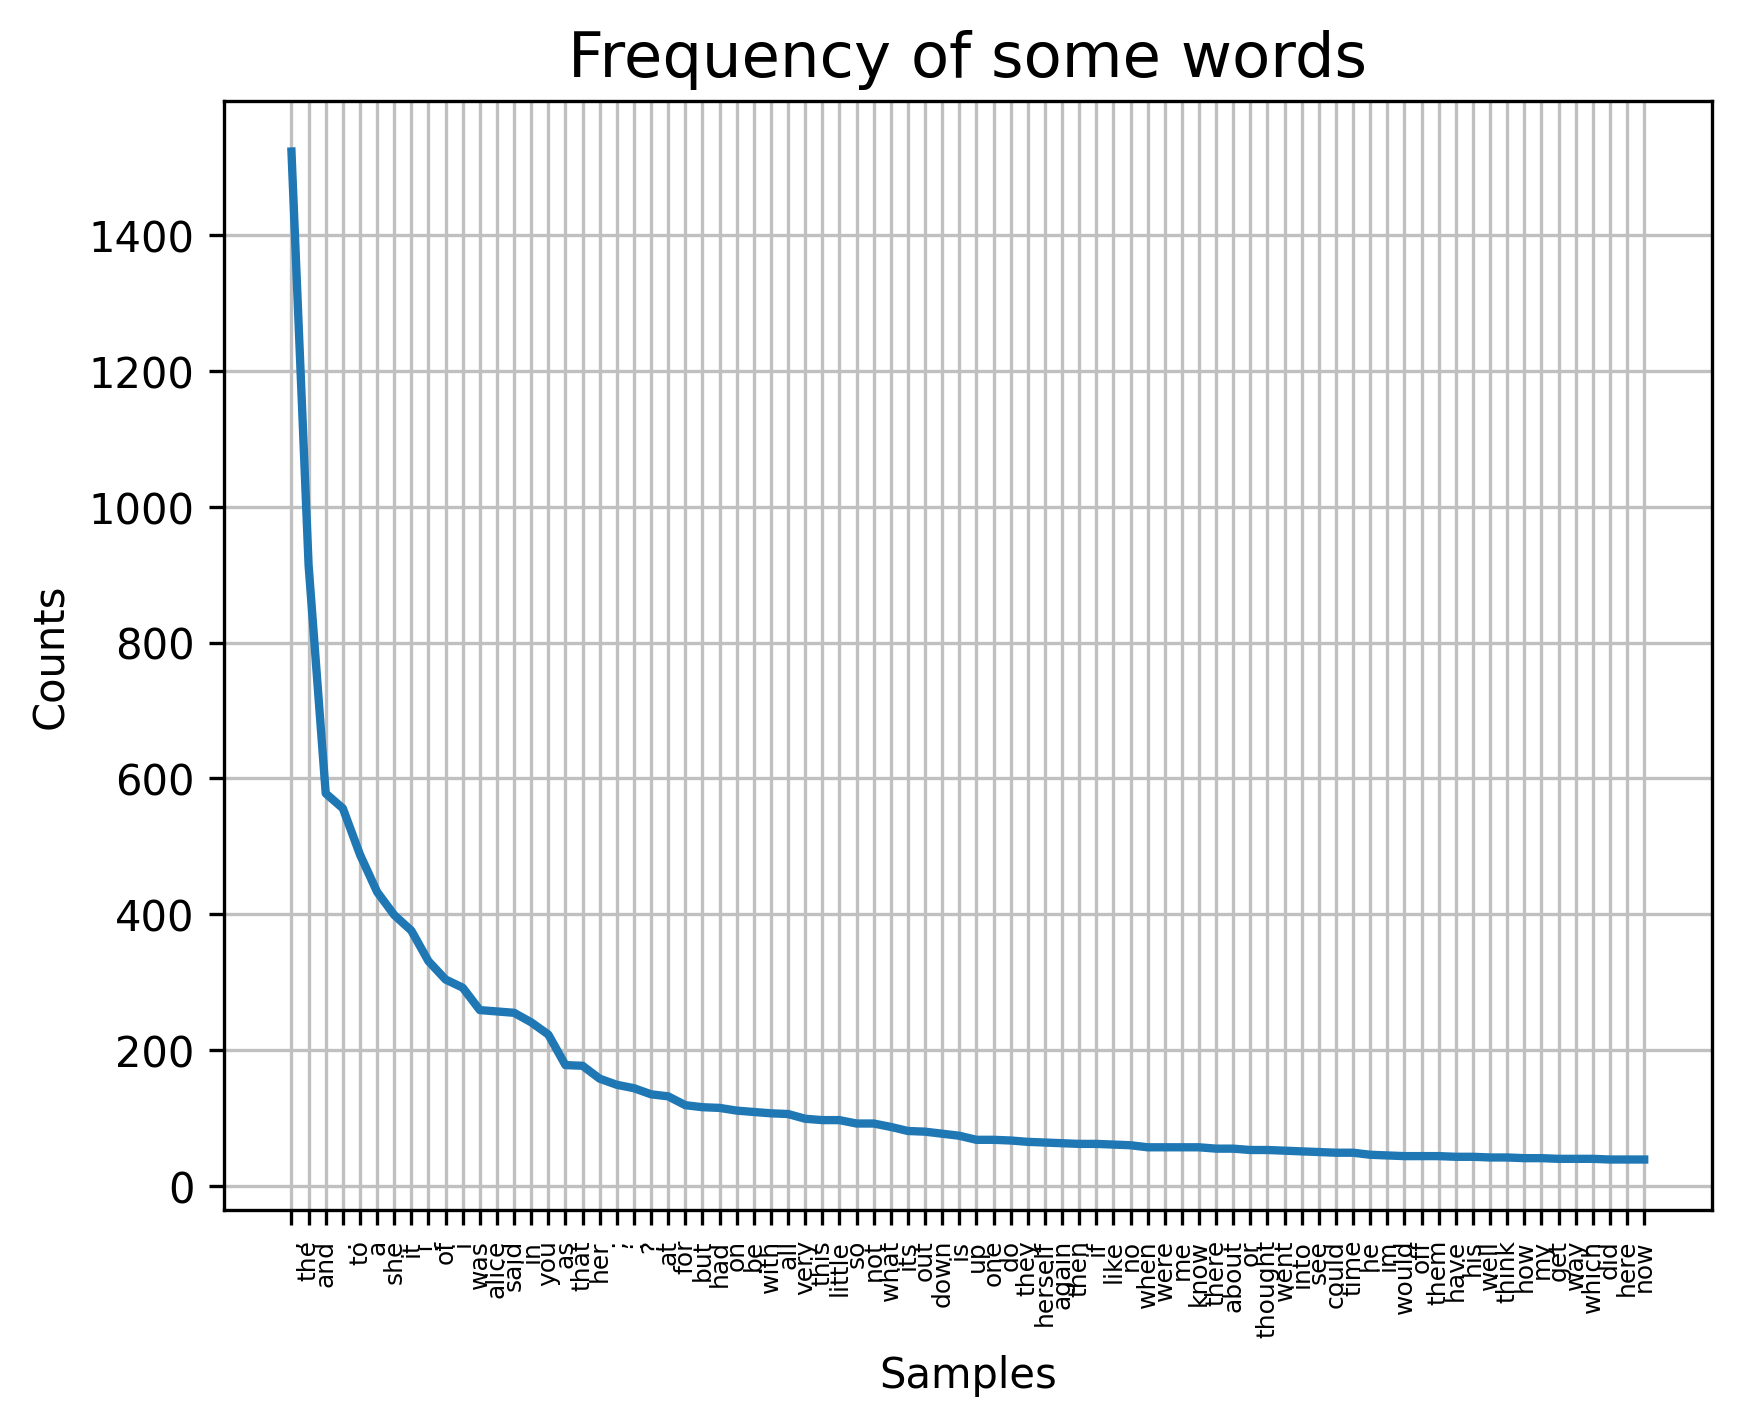 Frequency of some words
Counts
1400
1200
1000
800
600
400
200
0
, the and . to a she it i of ! was alice said in you as that her : ; ? at for but had on be with all very this little so not what its out down is up one do they herself again then if like no when were me know there about or thought went into see could time he im would off them have his well think how my get way which did here now
Samples